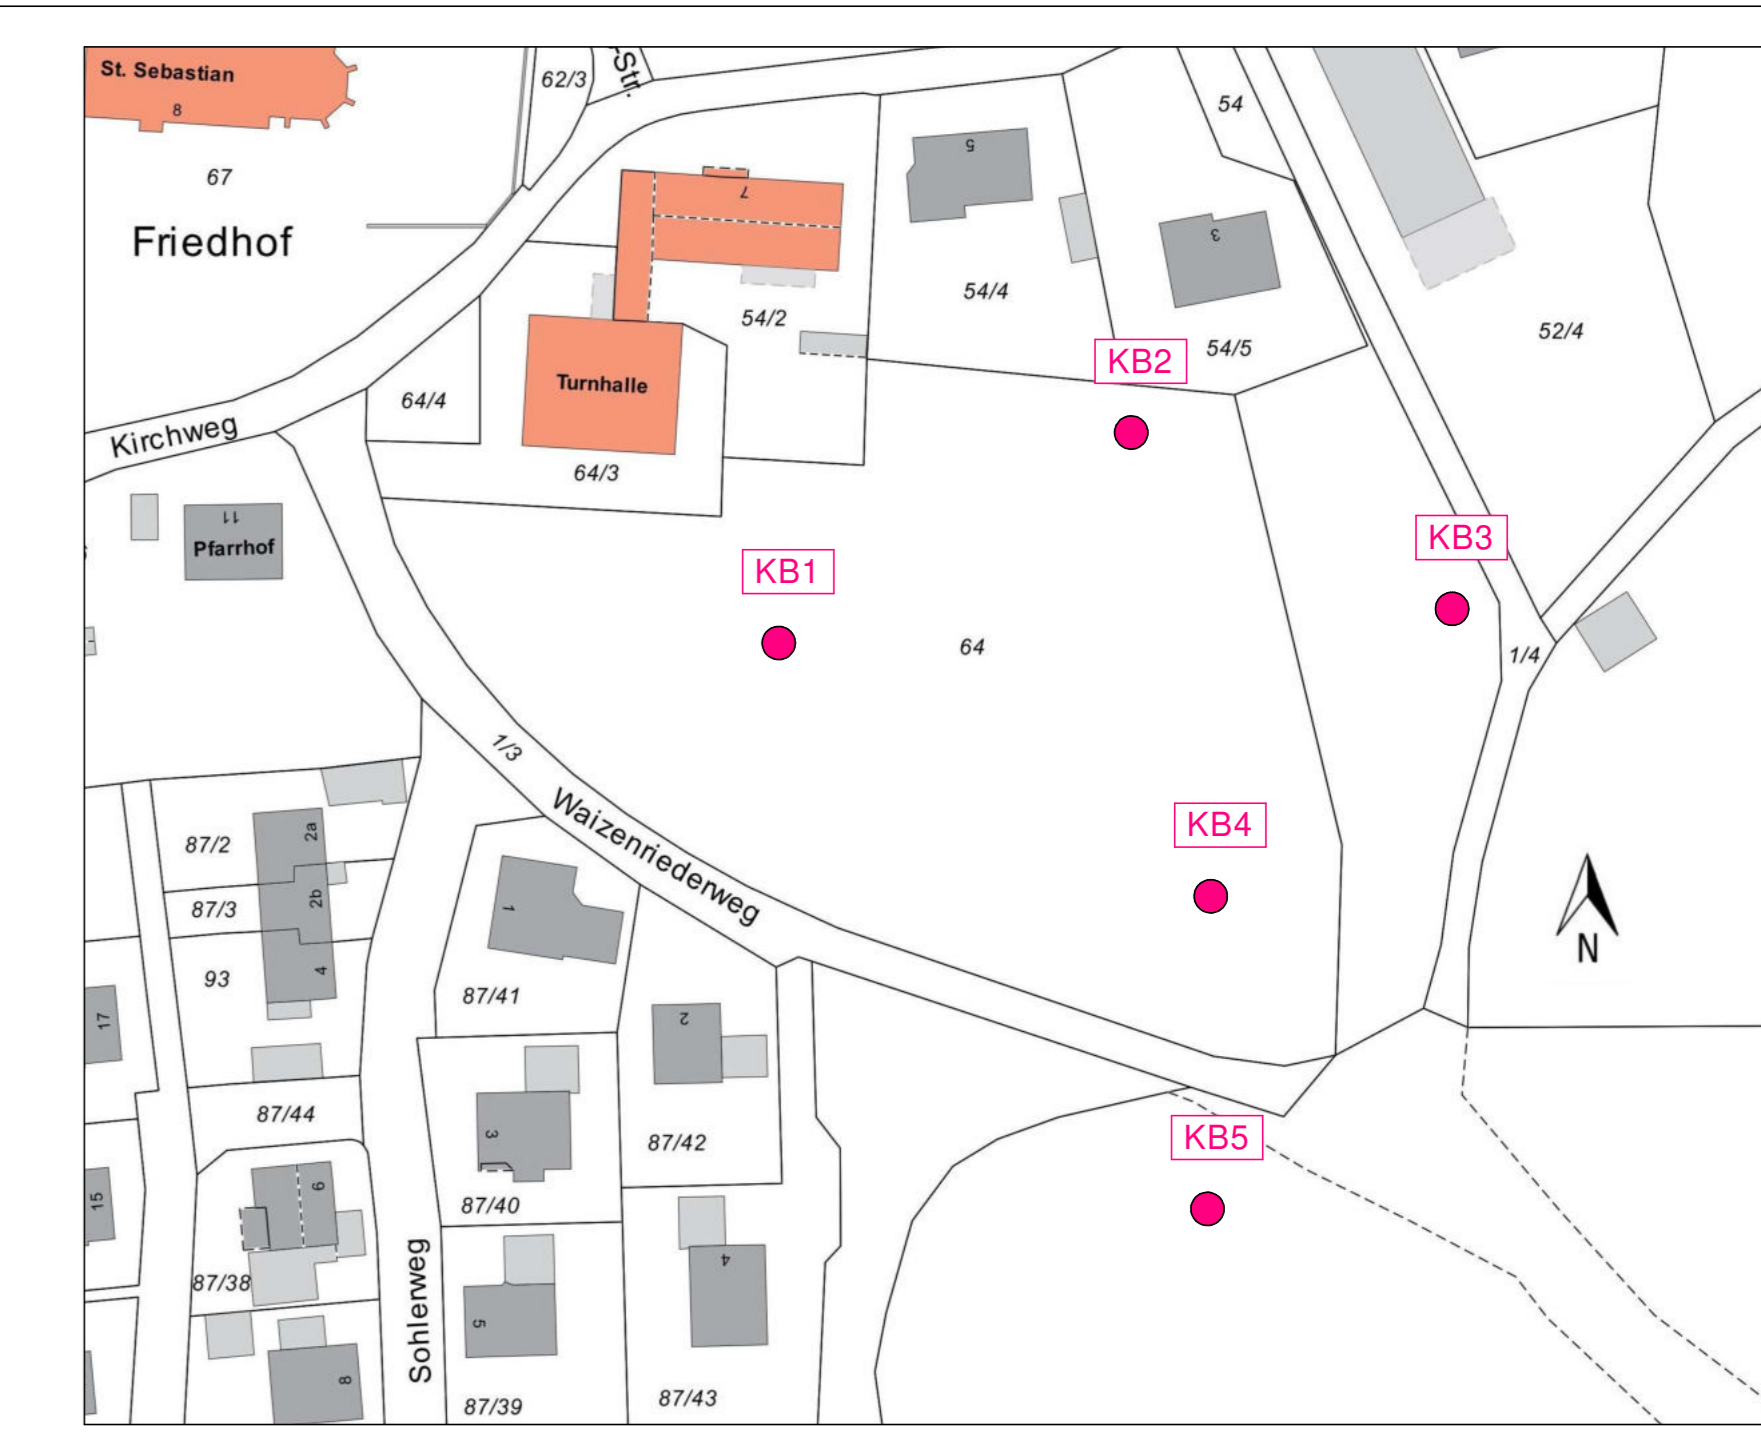 St. Sebastian
8
62/3
-Str.
54
67
7
5
3
Friedhof
54/4
54/2
52/4
54/5
KB2
Turnhalle
64/4
Kirchweg
64/3
11
Pfarrhof
KB3
KB1
64
1/4
1/3
Waizenriederweg
KB4
87/2
2a
87/3
2b
1
93
4
N
87/41
17
2
87/44
3
87/42
KB5
15
6
87/40
87/38
Sohlerweg
4
5
8
87/39
87/43